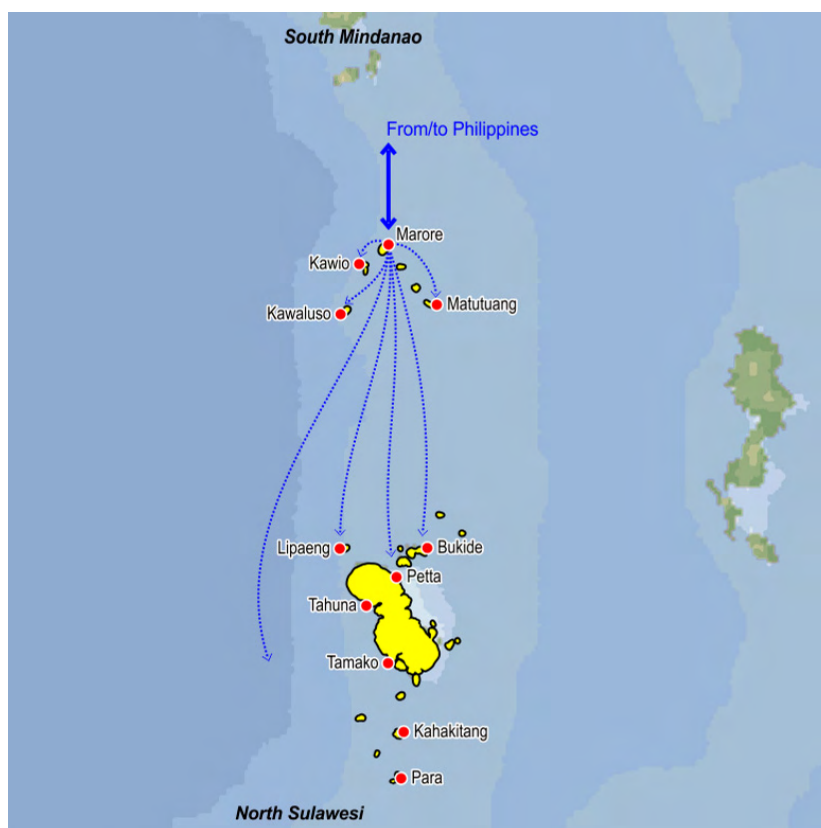 South Mindanao
From/to Philippines
Marore
Kawio
Matutuang
Kawaluso
Lipaeng
Bukide
Petta
Tahuna
Tamako
Kahakitang
Para
North Sulawesi